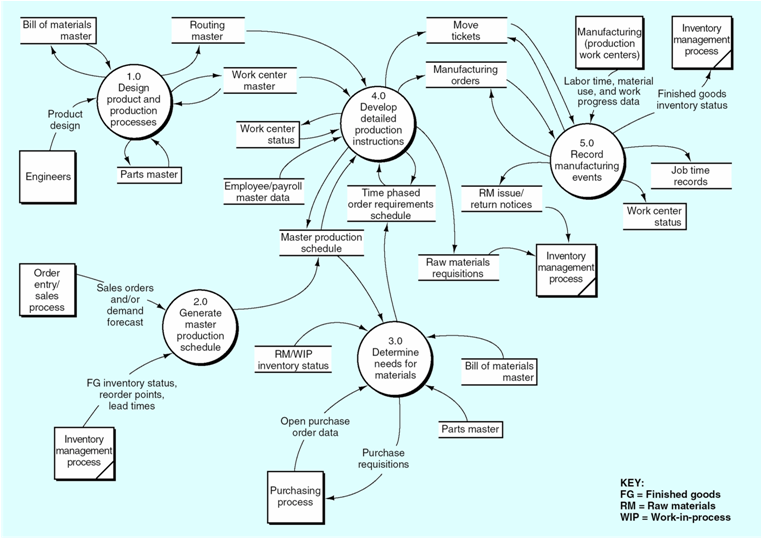 Bill of materials
master
Routing
master
Move
tickets
Manufacturing
(production
work centers)
Inventory
management
process
1.0
Design
product and
production
processes
Work center
master
Manufacturing
orders
Labor time, material
use, and work
progress data
Finished goods
inventory status
4.0
Develop
detailed
production
instructions
Product
design
Work center
status
5.0
Record
manufacturing
events
Engineers
Parts master
Employee/payroll
master data
Time phased
order requirements
schedule
RM issue/
return notices
Job time
records
Work center
status
Master production
schedule
Raw materials
requisitions
Inventory
management
process
Order
entry/
sales
process
Sales orders
and/or
demand
forecast
2.0
Generate
master
production
schedule
3.0
Determine
needs for
materials
RM/WIP
inventory status
Bill of materials
master
FG inventory status,
reorder points,
lead times
Open purchase
order data
Parts master
Inventory
management
process
Purchase
requisitions
Purchasing
process
KEY:
FG = Finished goods
RM = Raw materials
WIP = Work-in-process